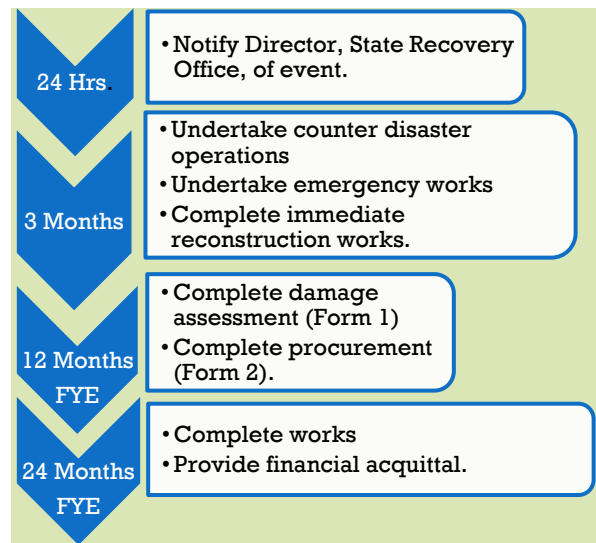 24 Hrs.
• Notify Director, State Recovery
Office, of event.
3 Months
• Undertake counter disaster
operations
• Undertake emergency works
• Complete immediate
reconstruction works.
12 Months
FYE
• Complete damage
assessment (Form 1)
• Complete procurement
(Form 2).
24 Months
FYE
• Complete works
• Provide financial acquittal.